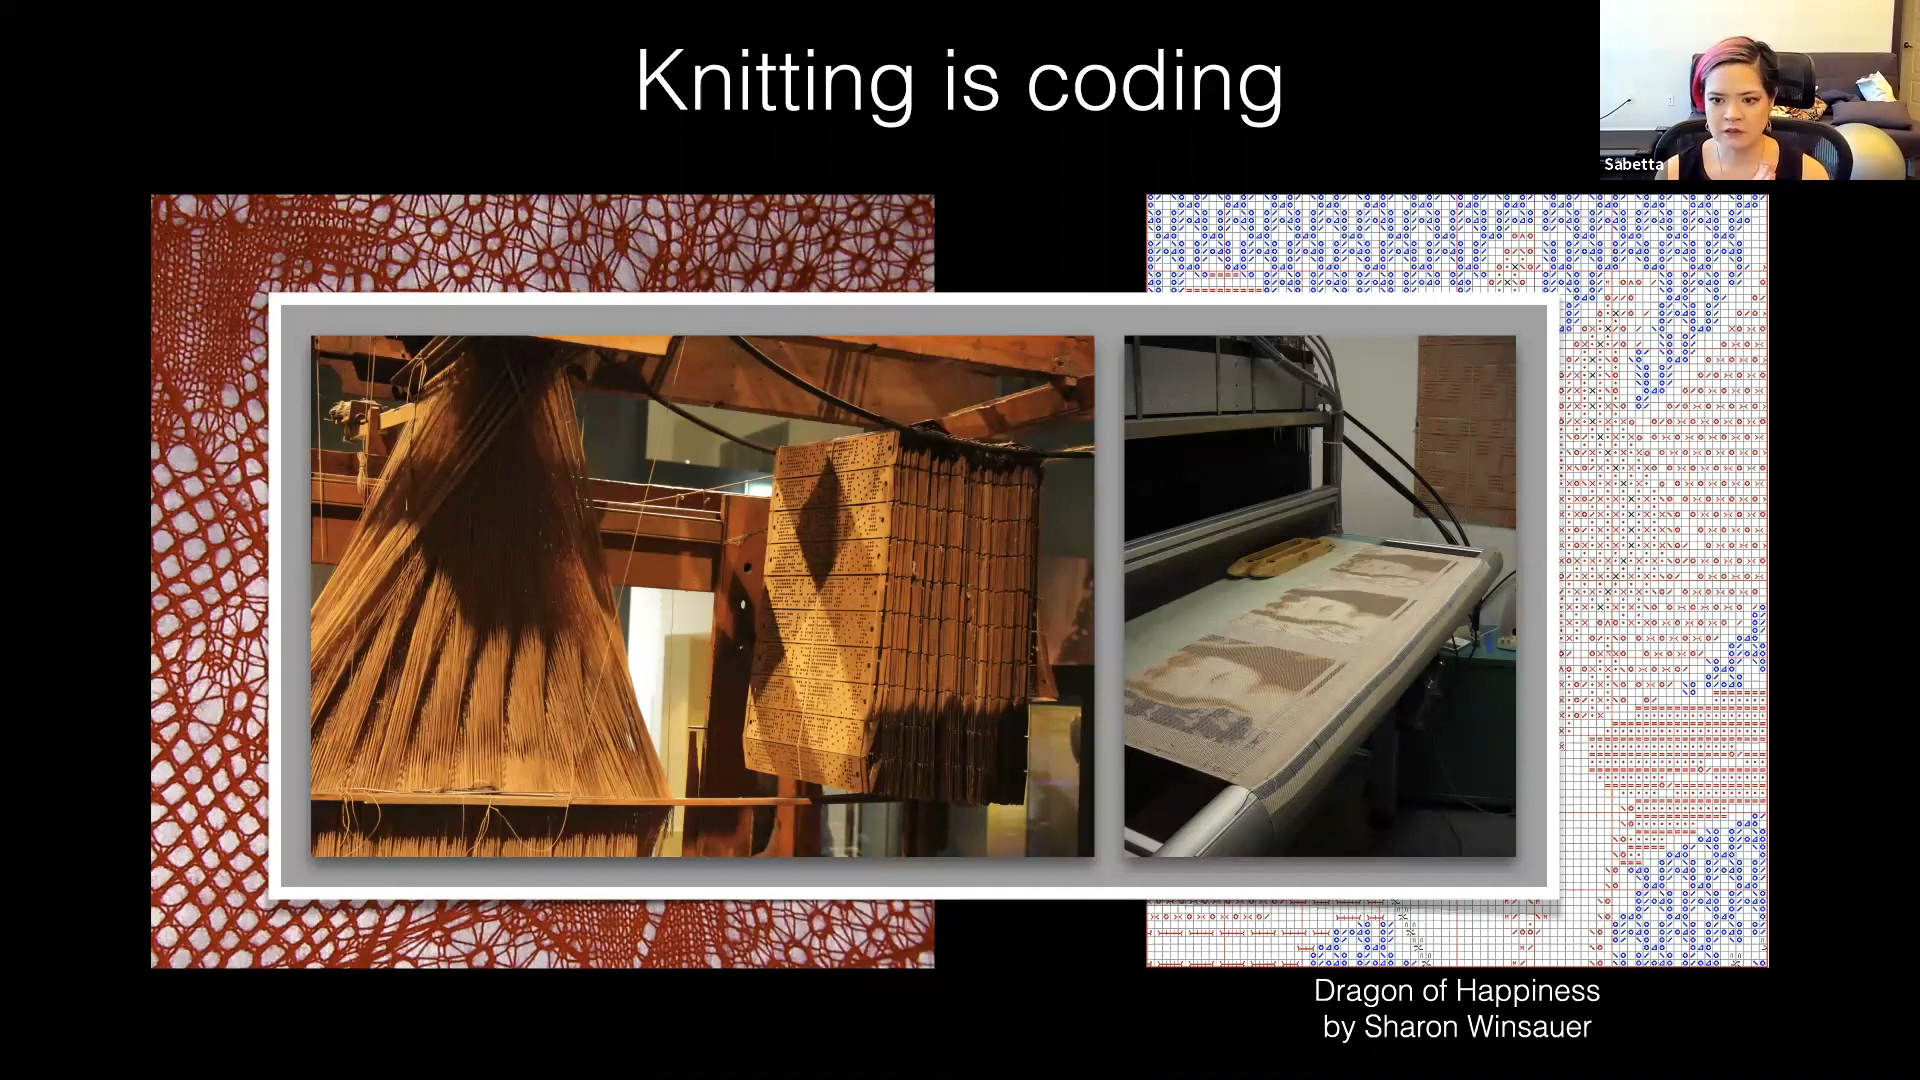 Knitting is coding
Sabetta
Dragon of Happiness
by Sharon Winsauer